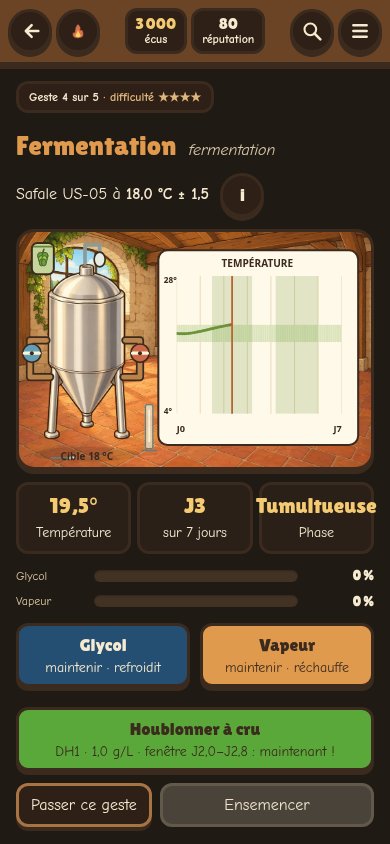 3 000
écus
80
réputation
Geste 4 sur 5 · difficulté ★★★★
Fermentation fermentation
Safale US-05 à 18,0 °C ± 1,5
i
TEMPÉRATURE
28°
4°
J0
J7
Cible 18 °C
19,5°
Température
J3
sur 7 jours
Tumultueuse
Phase
Glycol
0 %
Vapeur
0 %
Glycol
maintenir · refroidit
Vapeur
maintenir · réchauffe
Houblonner à cru
DH1 · 1,0 g/L · fenêtre J2,0–J2,8 : maintenant !
Passer ce geste
Ensemencer